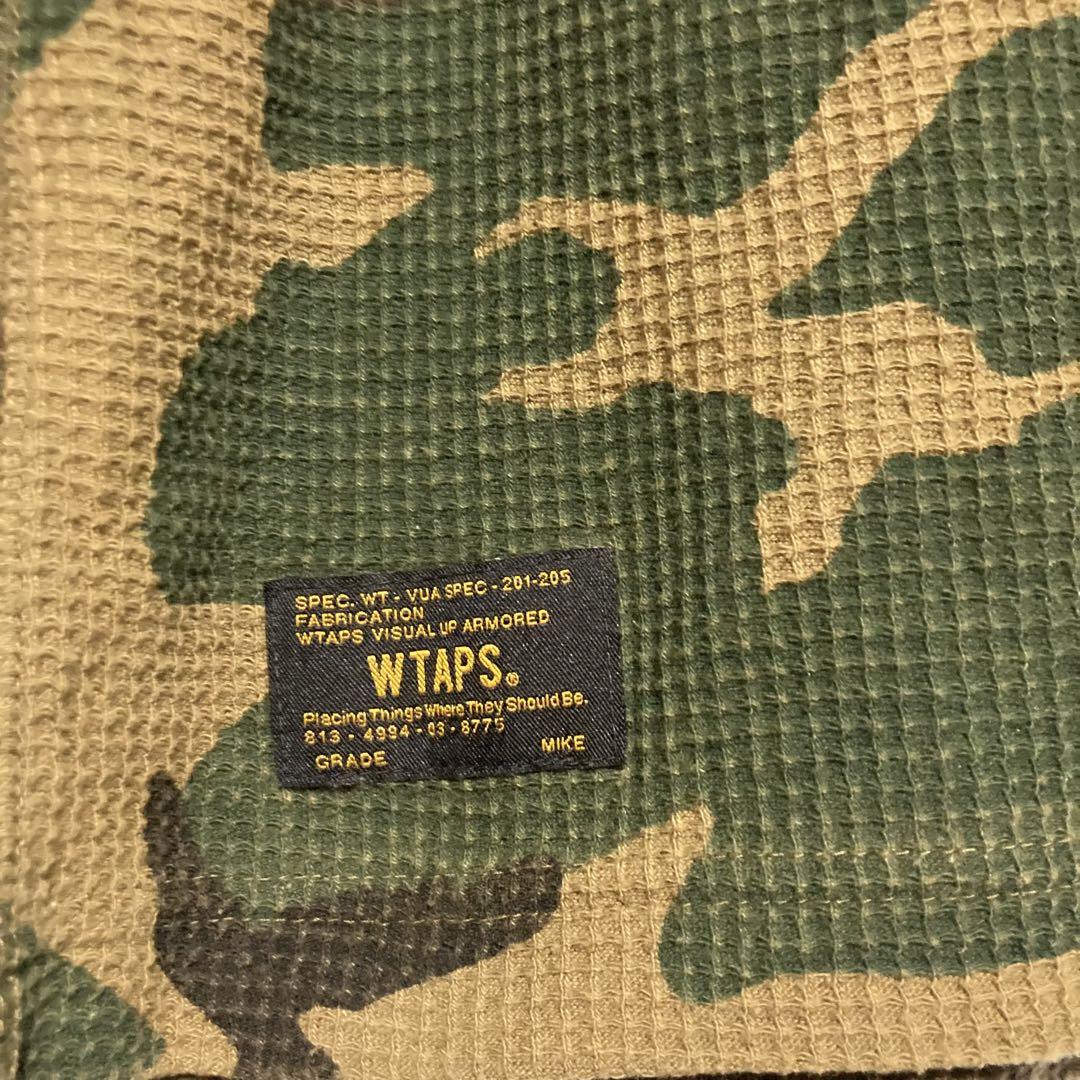 SPEC. WT - VUA SPEC - 201-205
FABRICATION
WTAPS VISUAL UP ARMORED
WTAPS®
Placing Things Where They Should Be.
813 - 4994 - 03 - 8775
GRADE MIKE